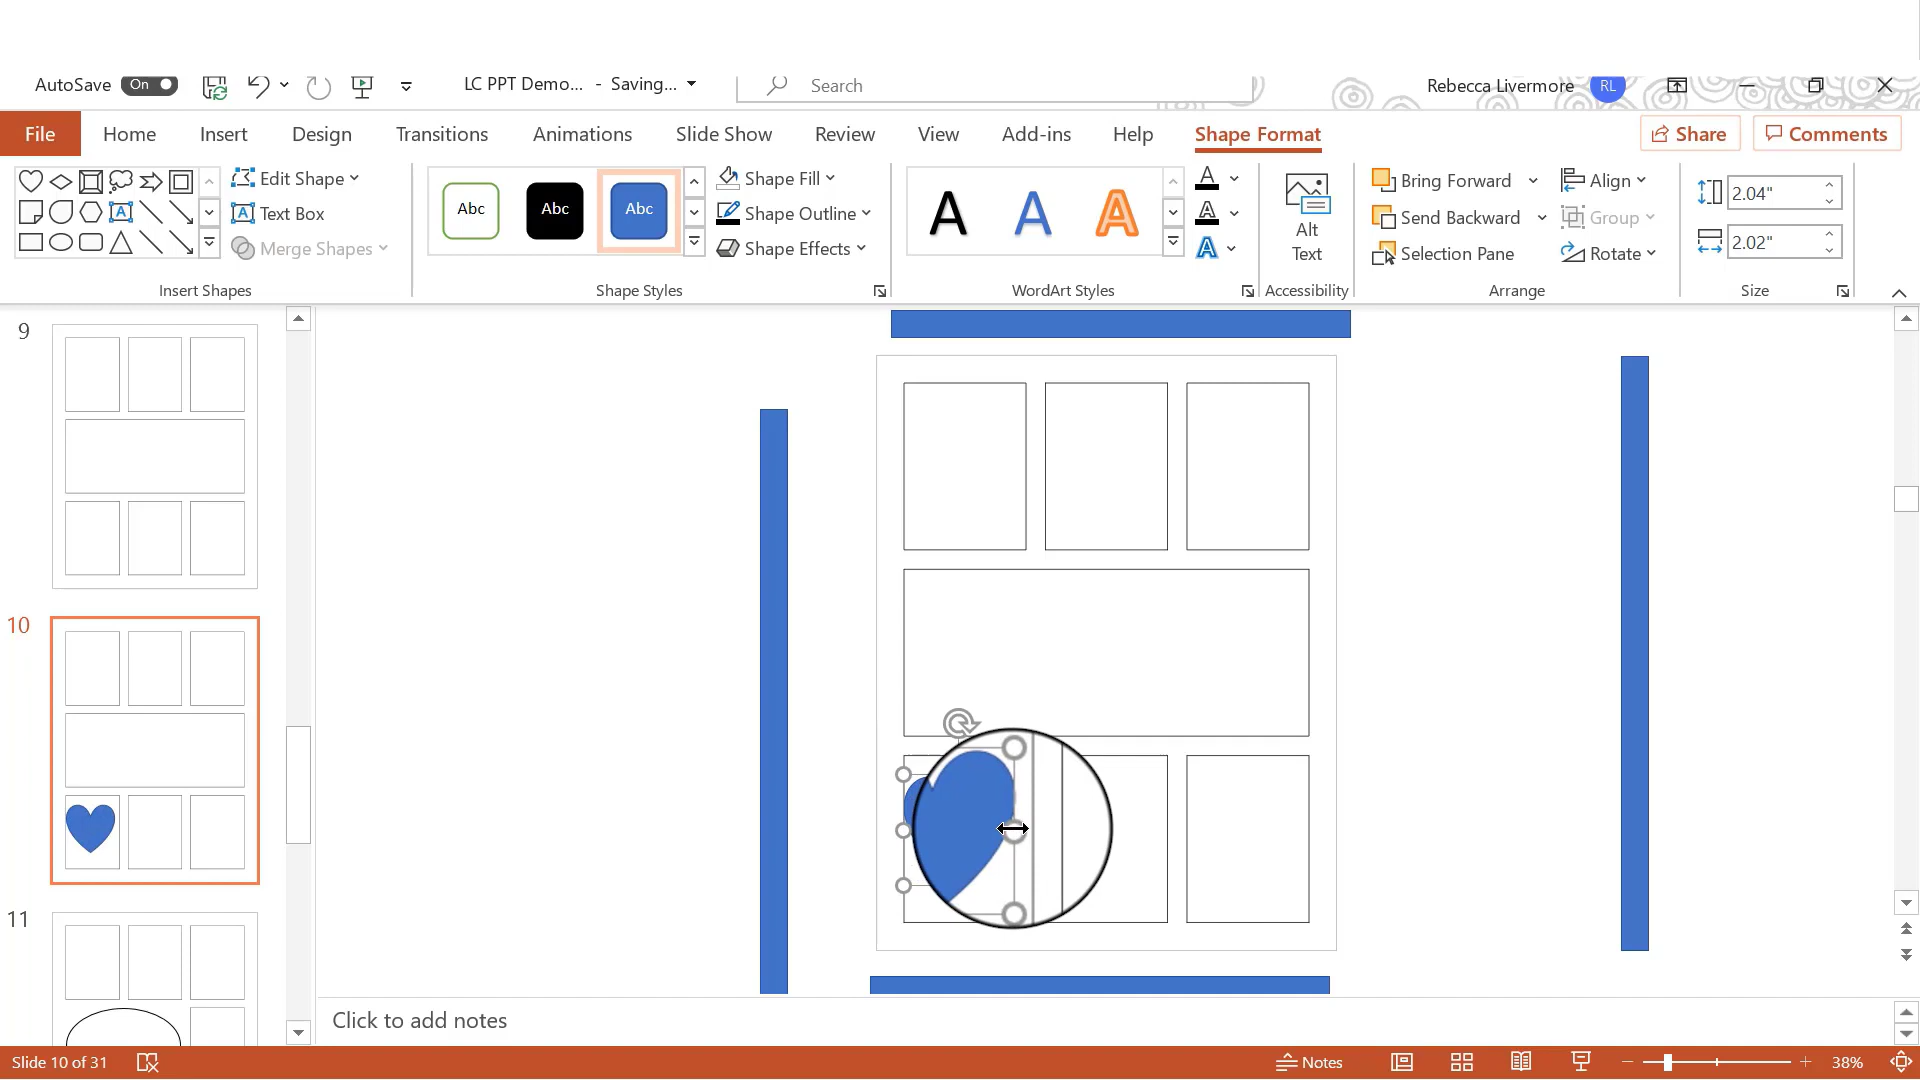 AutoSave On LC PPT Demo... - Saving... Search Rebecca Livermore RL
File Home Insert Design Transitions Animations Slide Show Review View Add-ins Help Shape Format Share Comments
Edit Shape
Text Box
Merge Shapes
Insert Shapes
Abc Abc Abc
Shape Fill
Shape Outline
Shape Effects
Shape Styles
A A A
A
A
A
WordArt Styles
Alt
Text
Accessibility
Bring Forward
Send Backward
Selection Pane
Align
Group
Rotate
Arrange
2.04"
2.02"
Size
9
10
11
Click to add notes
Slide 10 of 31 Notes 38%